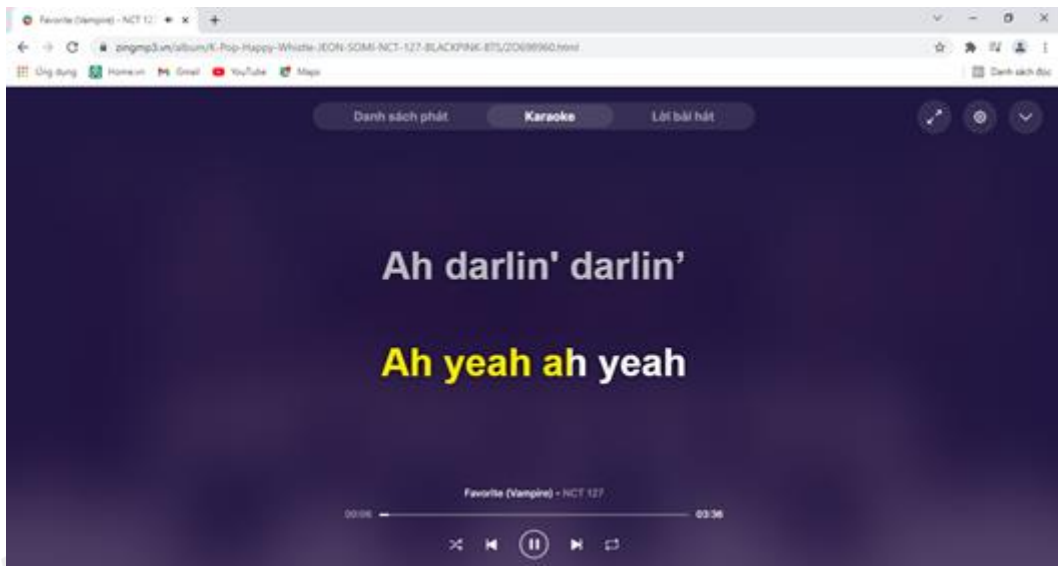 Favorite (Vampire) - NCT 12
zingmp3.vn/album/K-Pop-Happy-Whistle-JEON-SOMI-NCT-127-BLACKPINK-BTS/ZO698960.html
Ứng dụng Home.vn Gmail YouTube Maps Danh sách đọc
Danh sách phát Karaoke Lời bài hát
Ah darlin' darlin’
Ah yeah ah yeah
Favorite (Vampire) - NCT 127
00:06 03:36